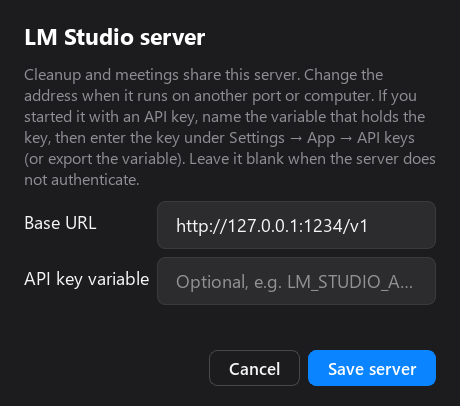 LM Studio server
Cleanup and meetings share this server. Change the
address when it runs on another port or computer. If you
started it with an API key, name the variable that holds the
key, then enter the key under Settings → App → API keys
(or export the variable). Leave it blank when the server does
not authenticate.
Base URL
http://127.0.0.1:1234/v1
API key variable
Optional, e.g. LM_STUDIO_A...
Cancel
Save server